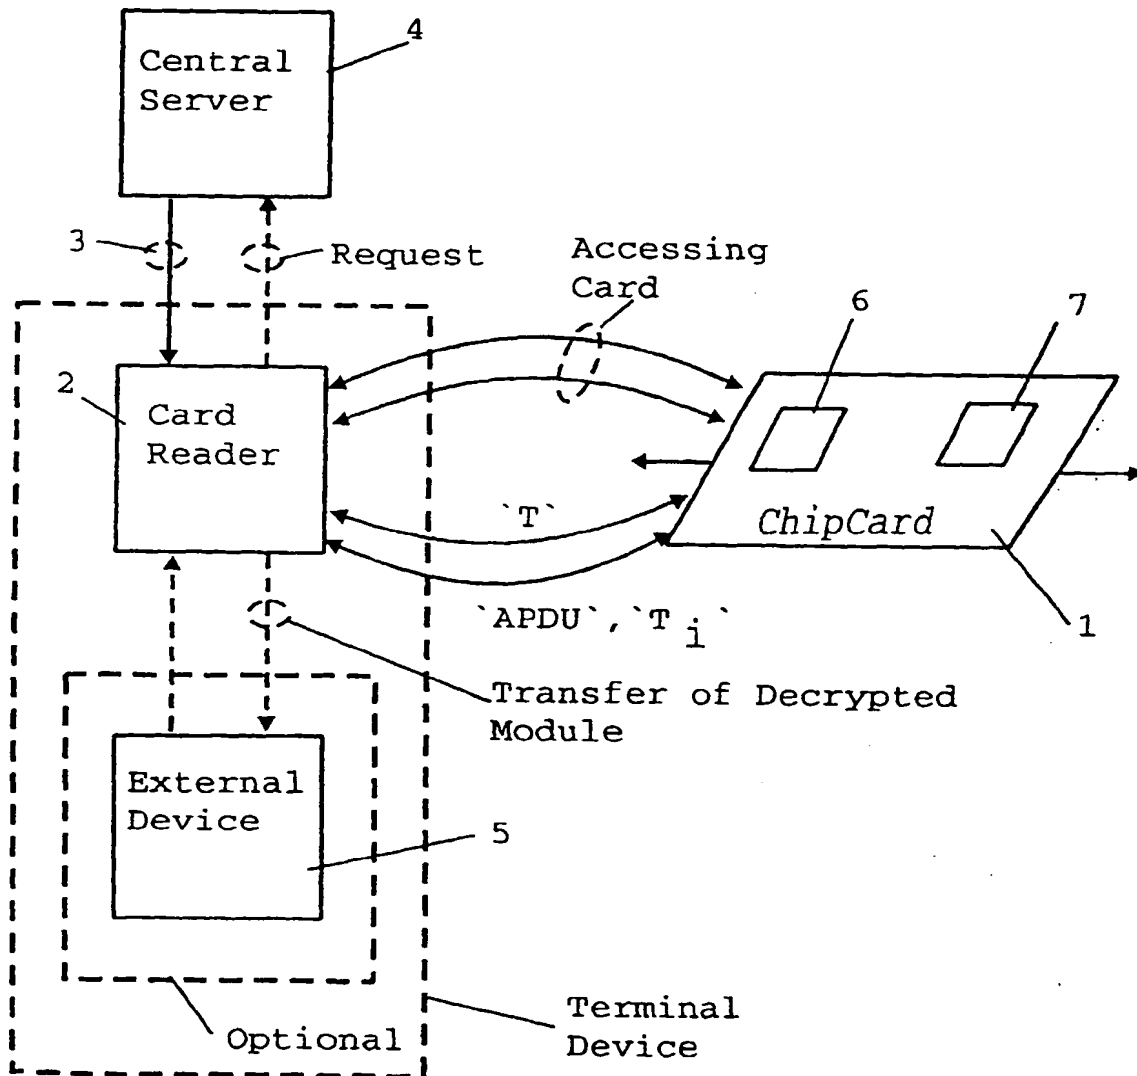 4
Central
Server
3
Request
Accessing
Card
6
7
2
Card
Reader
`T`
ChipCard
`APDU`,`T i`
1
Transfer of Decrypted
Module
External
Device
5
Optional
Terminal
Device